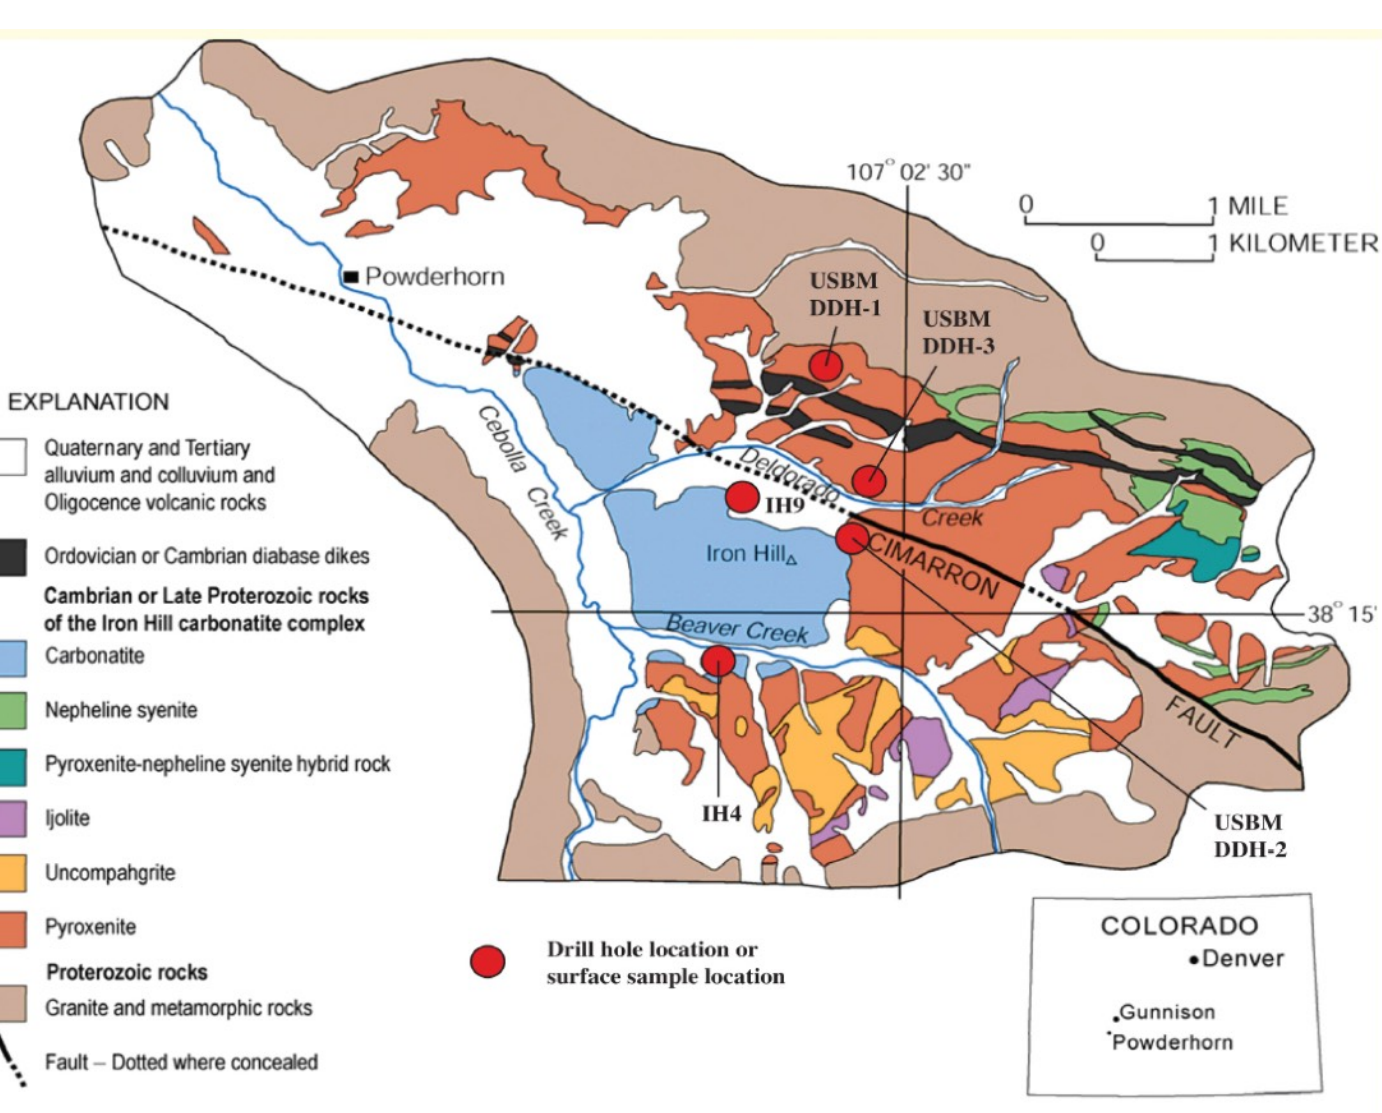 107° 02' 30"
0 1 MILE
0 1 KILOMETER
USBM
DDH-1
USBM
DDH-3
Powderhorn
Cebolla
Creek
Deldorado
Creek
IH9
Iron Hill
CIMARRON
38° 15'
Beaver Creek
FAULT
IH4
USBM
DDH-2
EXPLANATION
Quaternary and Tertiary
alluvium and colluvium and
Oligocence volcanic rocks
Ordovician or Cambrian diabase dikes
Cambrian or Late Proterozoic rocks
of the Iron Hill carbonatite complex
Carbonatite
Nepheline syenite
Pyroxenite-nepheline syenite hybrid rock
Ijolite
Uncompahgrite
Pyroxenite
Proterozoic rocks
Granite and metamorphic rocks
Fault – Dotted where concealed
Drill hole location or
surface sample location
COLORADO
Denver
Gunnison
Powderhorn